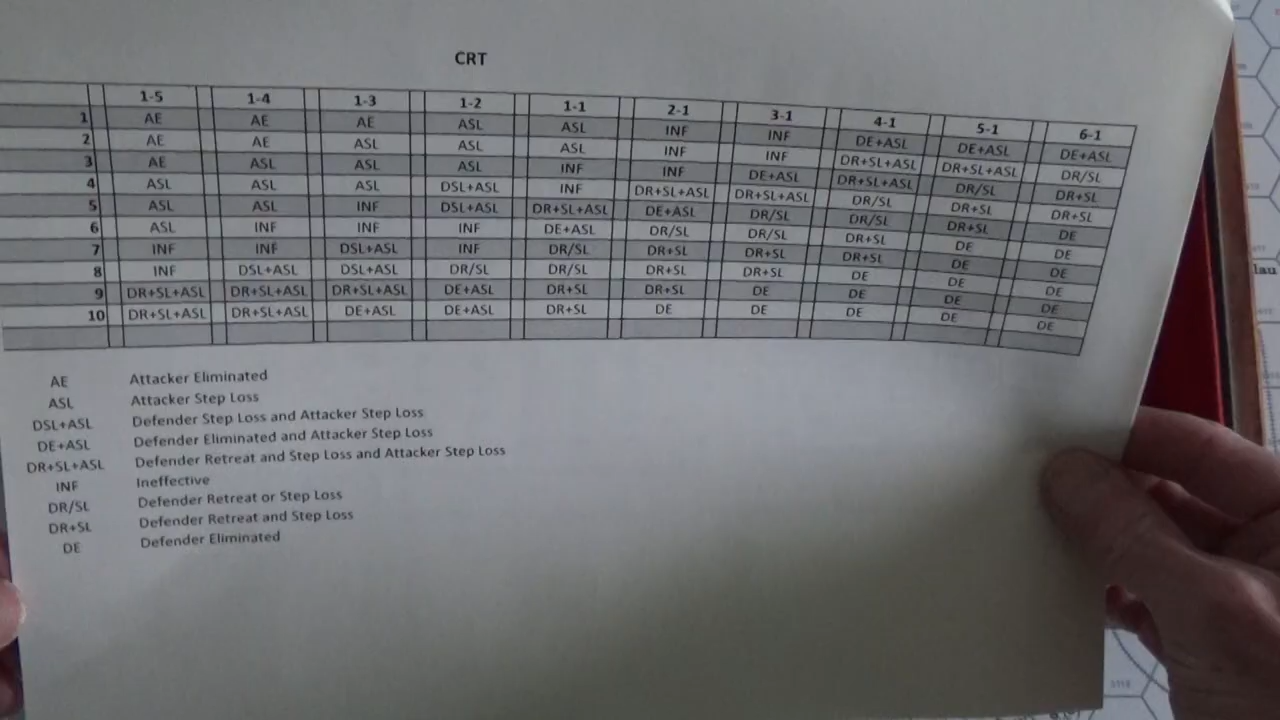 CRT
1-5 1-4 1-3 1-2 1-1 2-1 3-1 4-1 5-1 6-1
1 AE AE AE ASL ASL INF INF DE+ASL DE+ASL DE+ASL
2 AE AE ASL ASL ASL INF INF DR+SL+ASL DR+SL+ASL DR/SL
3 AE ASL ASL ASL INF INF DE+ASL DR+SL+ASL DR/SL DR+SL
4 ASL ASL ASL DSL+ASL INF DR+SL+ASL DR+SL+ASL DR/SL DR+SL DR+SL
5 ASL ASL INF DSL+ASL DR+SL+ASL DE+ASL DR/SL DR/SL DR+SL DE
6 ASL INF INF INF DE+ASL DR/SL DR/SL DR+SL DE DE
7 INF INF DSL+ASL INF DR/SL DR+SL DR+SL DR+SL DE DE
8 INF DSL+ASL DSL+ASL DR/SL DR/SL DR+SL DR+SL DE DE DE
9 DR+SL+ASL DR+SL+ASL DR+SL+ASL DE+ASL DR+SL DR+SL DE DE DE DE
10 DR+SL+ASL DR+SL+ASL DE+ASL DE+ASL DR+SL DE DE DE DE DE
AE Attacker Eliminated
ASL Attacker Step Loss
DSL+ASL Defender Step Loss and Attacker Step Loss
DE+ASL Defender Eliminated and Attacker Step Loss
DR+SL+ASL Defender Retreat and Step Loss and Attacker Step Loss
INF Ineffective
DR/SL Defender Retreat or Step Loss
DR+SL Defender Retreat and Step Loss
DE Defender Eliminated
lau